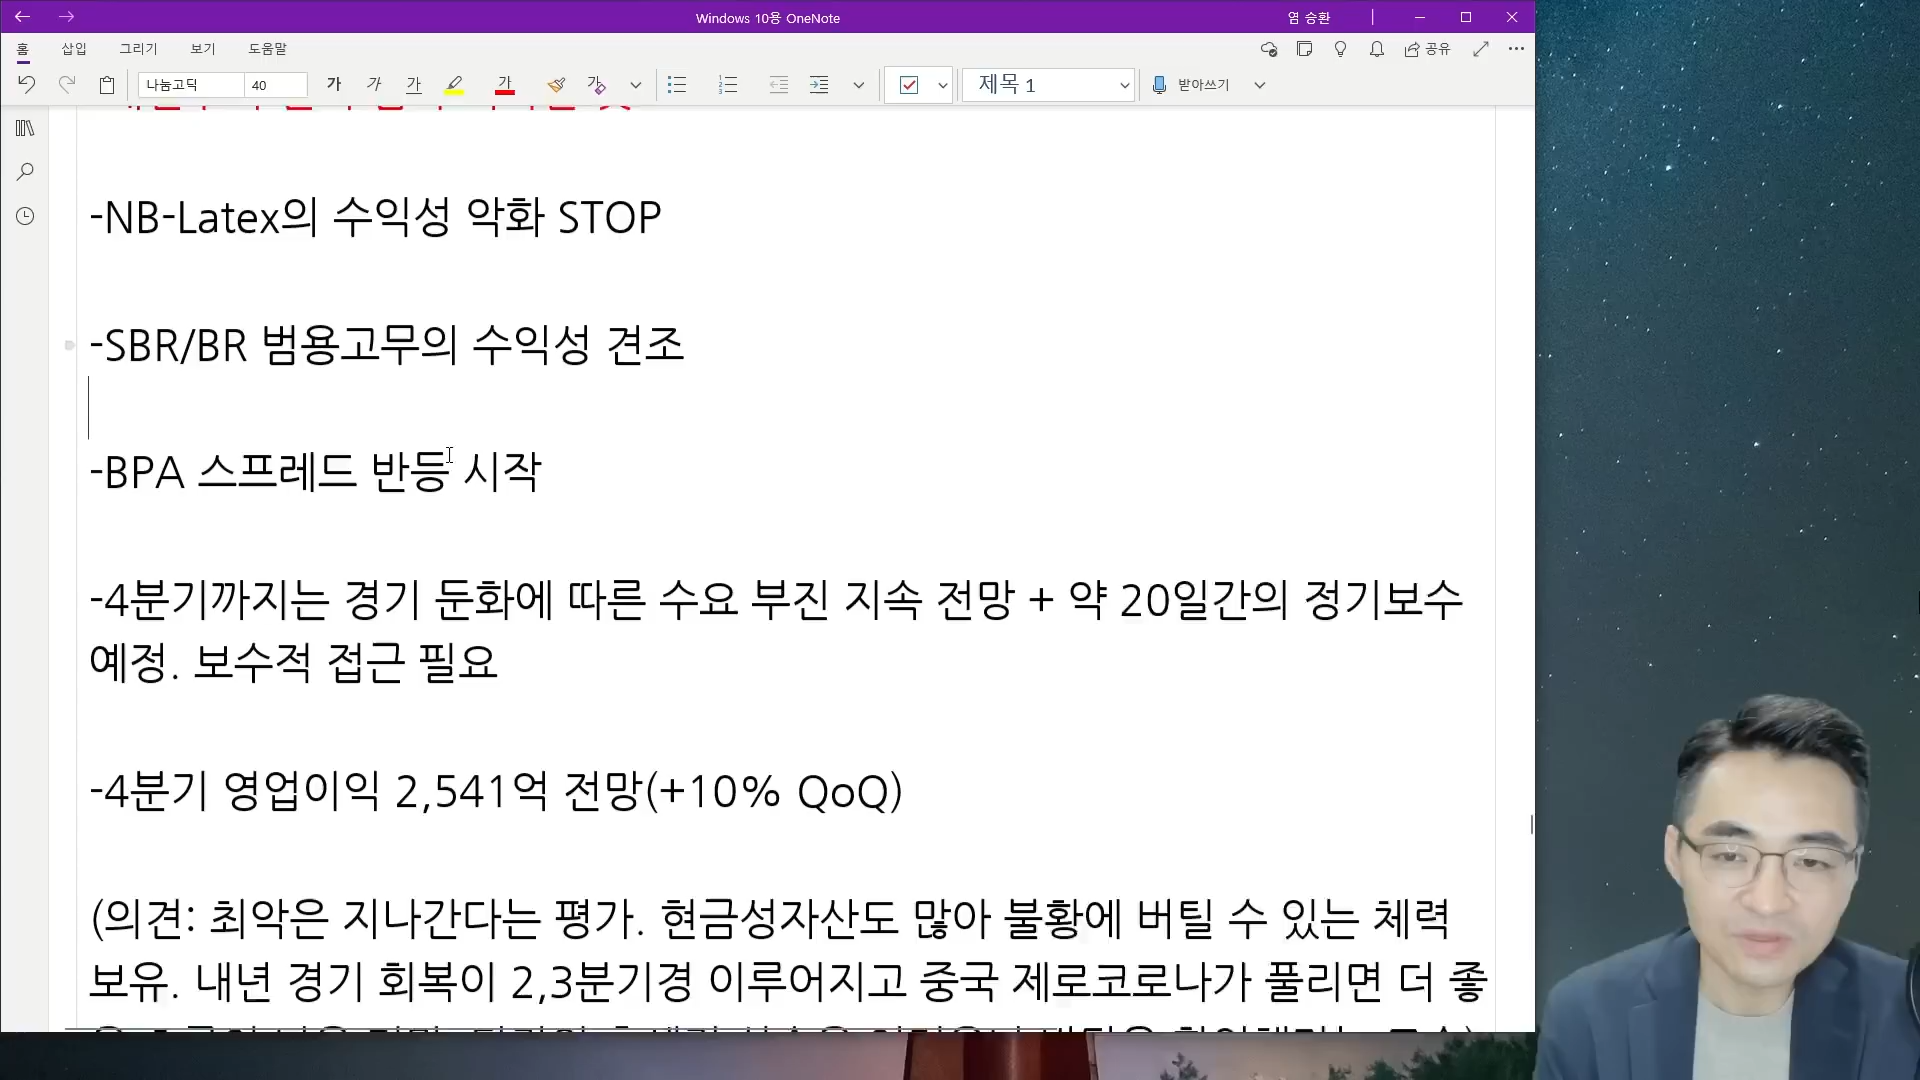 Windows 10용 OneNote
염 승환
홈 삽입 그리기 보기 도움말
공유
나눔고딕 40 가 가 가 가 가 제목 1 받아쓰기
-NB-Latex의 수익성 악화 STOP
-SBR/BR 범용고무의 수익성 견조
-BPA 스프레드 반등 시작
-4분기까지는 경기 둔화에 따른 수요 부진 지속 전망 + 약 20일간의 정기보수
예정. 보수적 접근 필요
-4분기 영업이익 2,541억 전망(+10% QoQ)
(의견: 최악은 지나간다는 평가. 현금성자산도 많아 불황에 버틸 수 있는 체력
보유. 내년 경기 회복이 2,3분기경 이루어지고 중국 제로코로나가 풀리면 더 좋